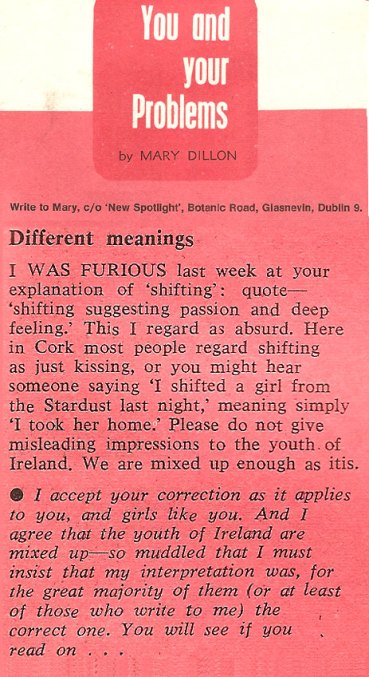 You and
your
Problems
by MARY DILLON
Write to Mary, c/o 'New Spotlight', Botanic Road, Glasnevin, Dublin 9.
Different meanings
I WAS FURIOUS last week at your
explanation of 'shifting': quote—
'shifting suggesting passion and deep
feeling.' This I regard as absurd. Here
in Cork most people regard shifting
as just kissing, or you might hear
someone saying 'I shifted a girl from
the Stardust last night,' meaning simply
'I took her home.' Please do not give
misleading impressions to the youth of
Ireland. We are mixed up enough as itis.
● I accept your correction as it applies
to you, and girls like you. And I
agree that the youth of Ireland are
mixed up—so muddled that I must
insist that my interpretation was, for
the great majority of them (or at least
of those who write to me) the
correct one. You will see if you
read on . . .